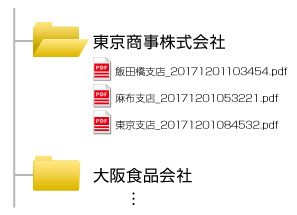 東京商事株式会社
PDF 飯田橋支店_20171201103454.pdf
PDF 麻布支店_20171201053221.pdf
PDF 東京支店_20171201084532.pdf
大阪食品会社
⋮